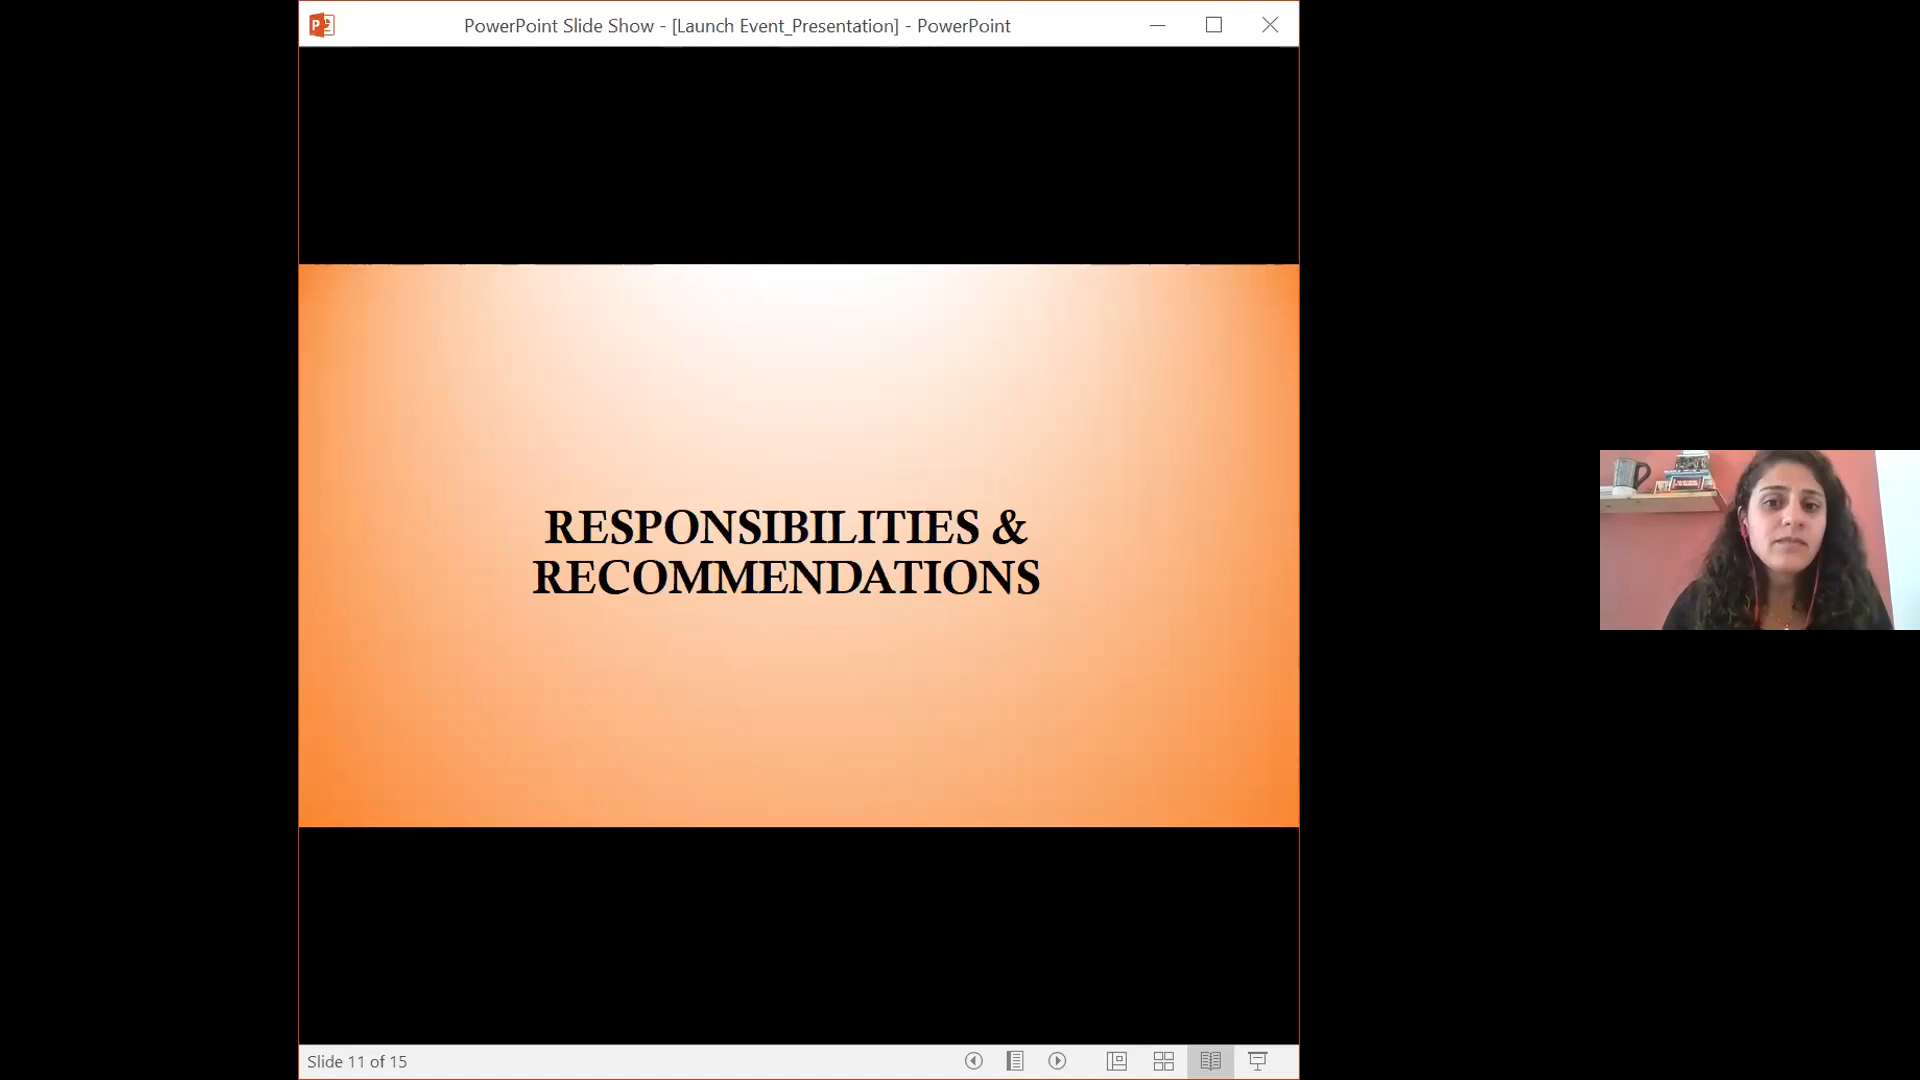 PowerPoint Slide Show - [Launch Event_Presentation] - PowerPoint
RESPONSIBILITIES &
RECOMMENDATIONS
Slide 11 of 15